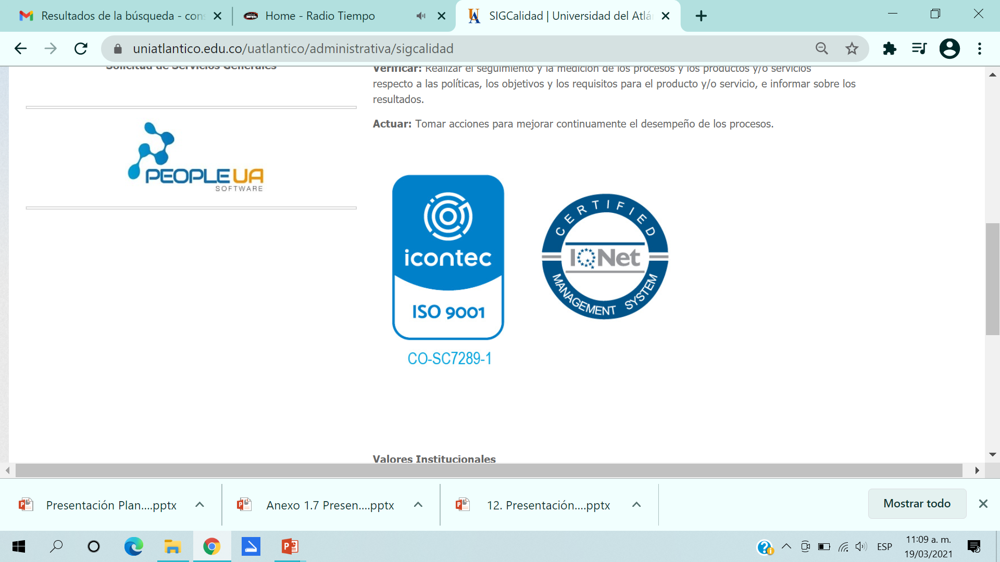 Resultados de la búsqueda - con
Home - Radio Tiempo
SIGCalidad | Universidad del Atlá
uniatlantico.edu.co/uatlantico/administrativa/sigcalidad
Solicitud de Servicios Generales
PEOPLEUA
SOFTWARE
Verificar: Realizar el seguimiento y la medición de los procesos y los productos y/o servicios
respecto a las políticas, los objetivos y los requisitos para el producto y/o servicio, e informar sobre los
resultados.
Actuar: Tomar acciones para mejorar continuamente el desempeño de los procesos.
icontec
ISO 9001
CO-SC7289-1
CERTIFIED
IQNet
MANAGEMENT SYSTEM
Valores Institucionales
Presentación Plan....pptx
Anexo 1.7 Presen....pptx
12. Presentación....pptx
Mostrar todo
ESP
11:09 a. m.
19/03/2021